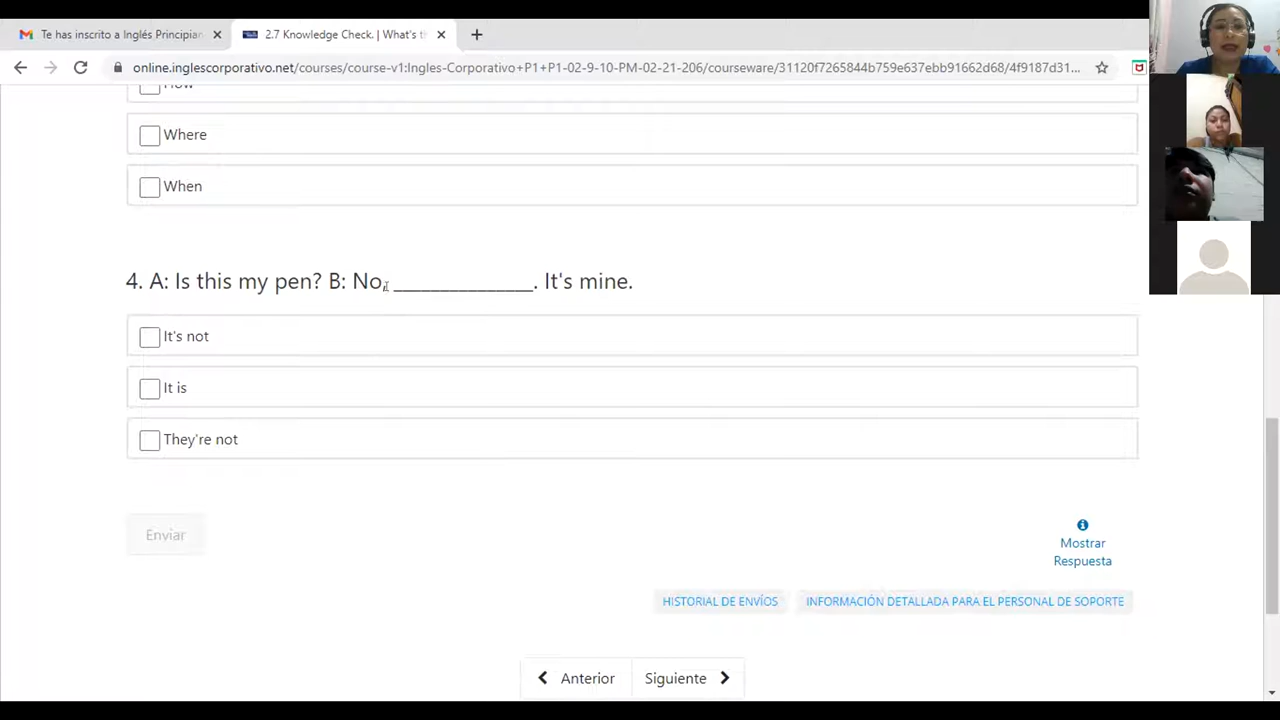 Te has inscrito a Inglés Principian
2.7 Knowledge Check. | What's th
online.inglescorporativo.net/courses/course-v1:Ingles-Corporativo+P1+P1-02-9-10-PM-02-21-206/courseware/31120f7265844b759e637ebb91662d68/4f9187d31...
How
Where
When
4. A: Is this my pen? B: No, _______________. It's mine.
It's not
It is
They're not
Enviar
Mostrar
Respuesta
HISTORIAL DE ENVÍOS
INFORMACIÓN DETALLADA PARA EL PERSONAL DE SOPORTE
Anterior
Siguiente